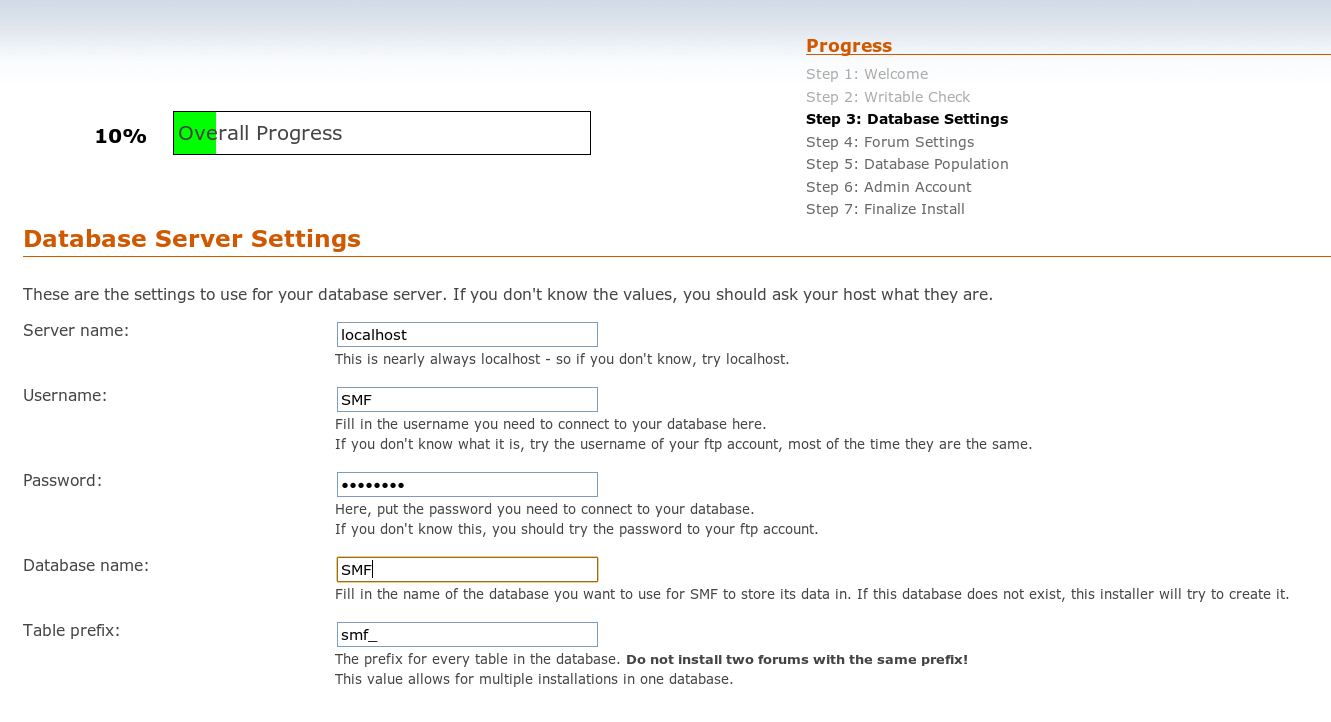 Progress
Step 1: Welcome
Step 2: Writable Check
Step 3: Database Settings
Step 4: Forum Settings
Step 5: Database Population
Step 6: Admin Account
Step 7: Finalize Install
10% Overall Progress
Database Server Settings
These are the settings to use for your database server. If you don't know the values, you should ask your host what they are.
Server name: localhost
This is nearly always localhost - so if you don't know, try localhost.
Username: SMF
Fill in the username you need to connect to your database here.
If you don't know what it is, try the username of your ftp account, most of the time they are the same.
Password: ••••••••
Here, put the password you need to connect to your database.
If you don't know this, you should try the password to your ftp account.
Database name: SMF
Fill in the name of the database you want to use for SMF to store its data in. If this database does not exist, this installer will try to create it.
Table prefix: smf_
The prefix for every table in the database. Do not install two forums with the same prefix!
This value allows for multiple installations in one database.